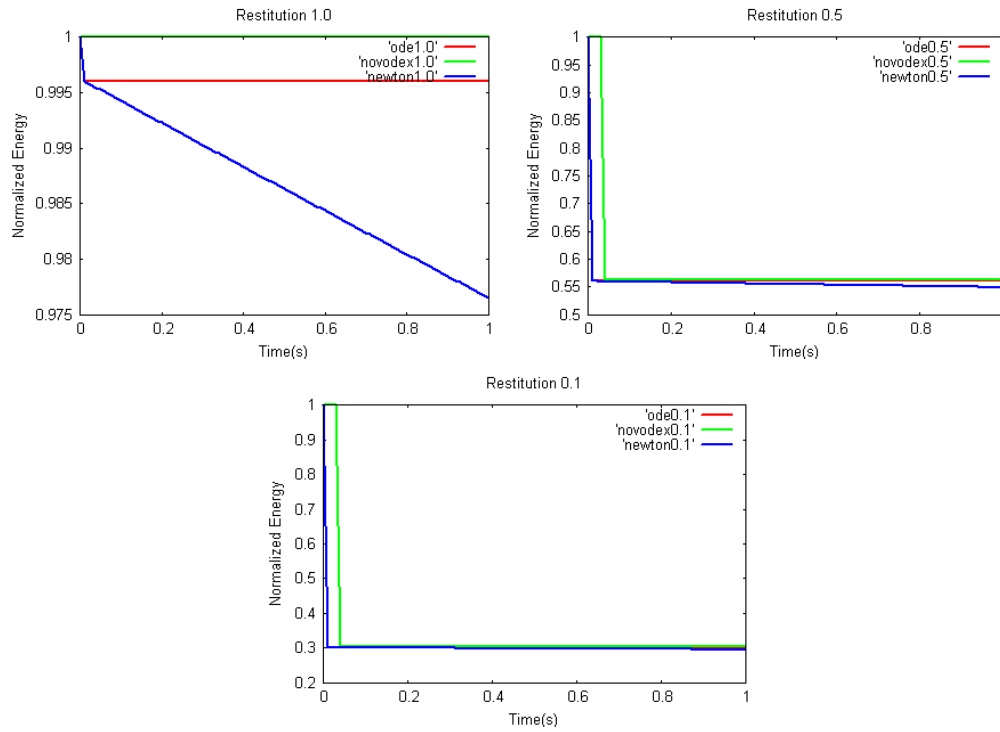 Restitution 1.0
Normalized Energy
1
0.995
0.99
0.985
0.98
0.975
'ode1.0'
'novodex1.0'
'newton1.0'
0 0.2 0.4 0.6 0.8 1
Time(s)
Restitution 0.5
Normalized Energy
1
0.95
0.9
0.85
0.8
0.75
0.7
0.65
0.6
0.55
0.5
'ode0.5'
'novodex0.5'
'newton0.5'
0 0.2 0.4 0.6 0.8
Time(s)
Restitution 0.1
Normalized Energy
1
0.9
0.8
0.7
0.6
0.5
0.4
0.3
0.2
'ode0.1'
'novodex0.1'
'newton0.1'
0 0.2 0.4 0.6 0.8 1
Time(s)